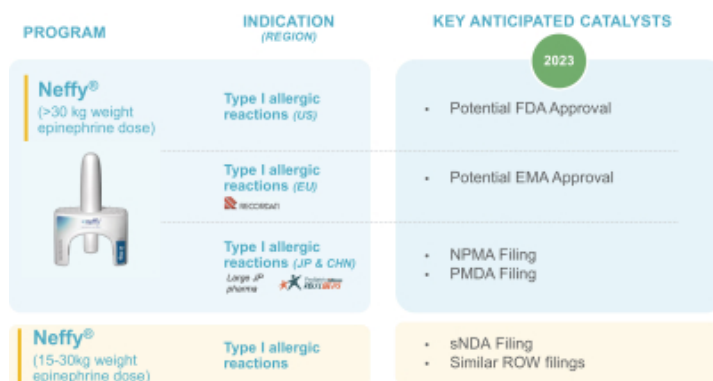 PROGRAM
INDICATION
(REGION)
KEY ANTICIPATED CATALYSTS
2023
Neffy®
(>30 kg weight
epinephrine dose)
Type I allergic
reactions (US)
• Potential FDA Approval
Type I allergic
reactions (EU)
RECORDATI
• Potential EMA Approval
neffy
Type I allergic
reactions (JP & CHN)
Large JP
pharma
• NPMA Filing
• PMDA Filing
Neffy®
(15-30kg weight
epinephrine dose)
Type I allergic
reactions
• sNDA Filing
• Similar ROW filings